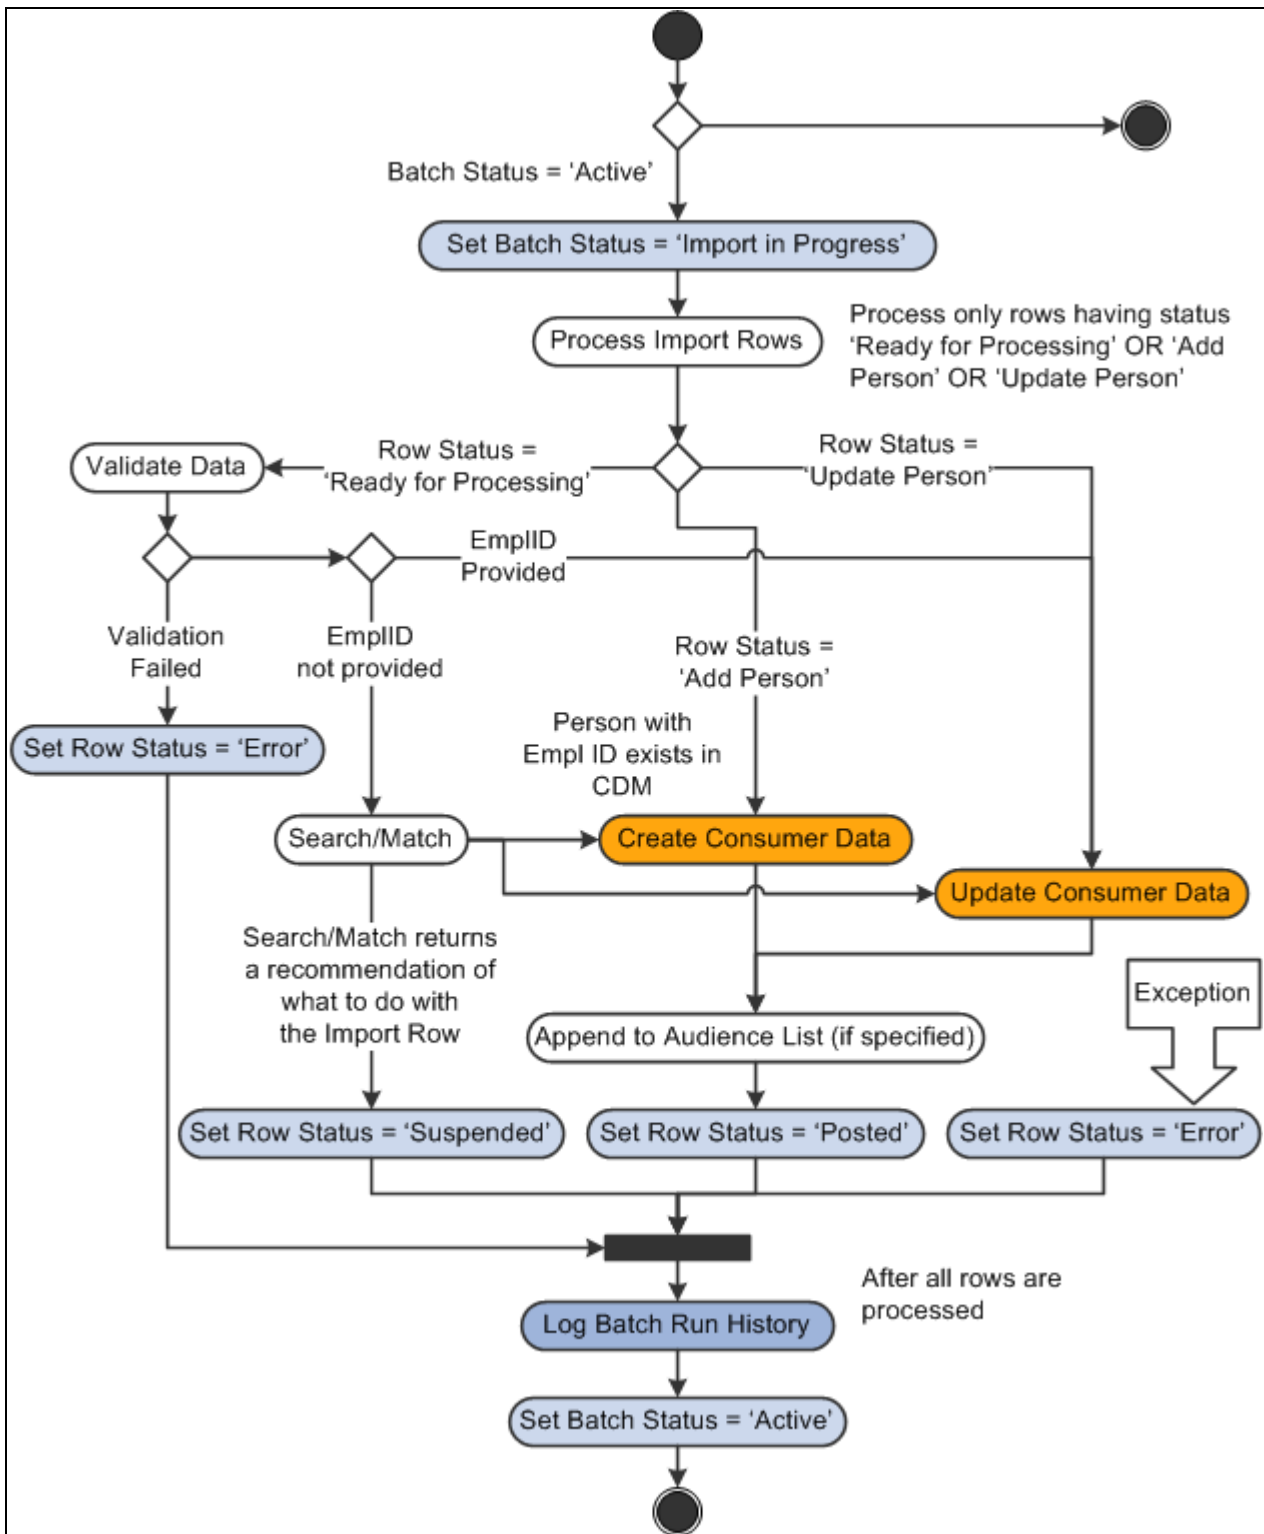 Batch Status = ‘Active’
Set Batch Status = ‘Import in Progress’
Process Import Rows
Process only rows having status
‘Ready for Processing’ OR ‘Add
Person’ OR ‘Update Person’
Validate Data
Row Status =
‘Ready for Processing’
Row Status =
‘Update Person’
EmplID
Provided
Validation
Failed
EmplID
not provided
Row Status =
‘Add Person’
Set Row Status = ‘Error’
Person with
Empl ID exists in
CDM
Search/Match
Create Consumer Data
Update Consumer Data
Search/Match returns
a recommendation of
what to do with
the Import Row
Exception
Append to Audience List (if specified)
Set Row Status = ‘Suspended’
Set Row Status = ‘Posted’
Set Row Status = ‘Error’
After all rows are
processed
Log Batch Run History
Set Batch Status = ‘Active’